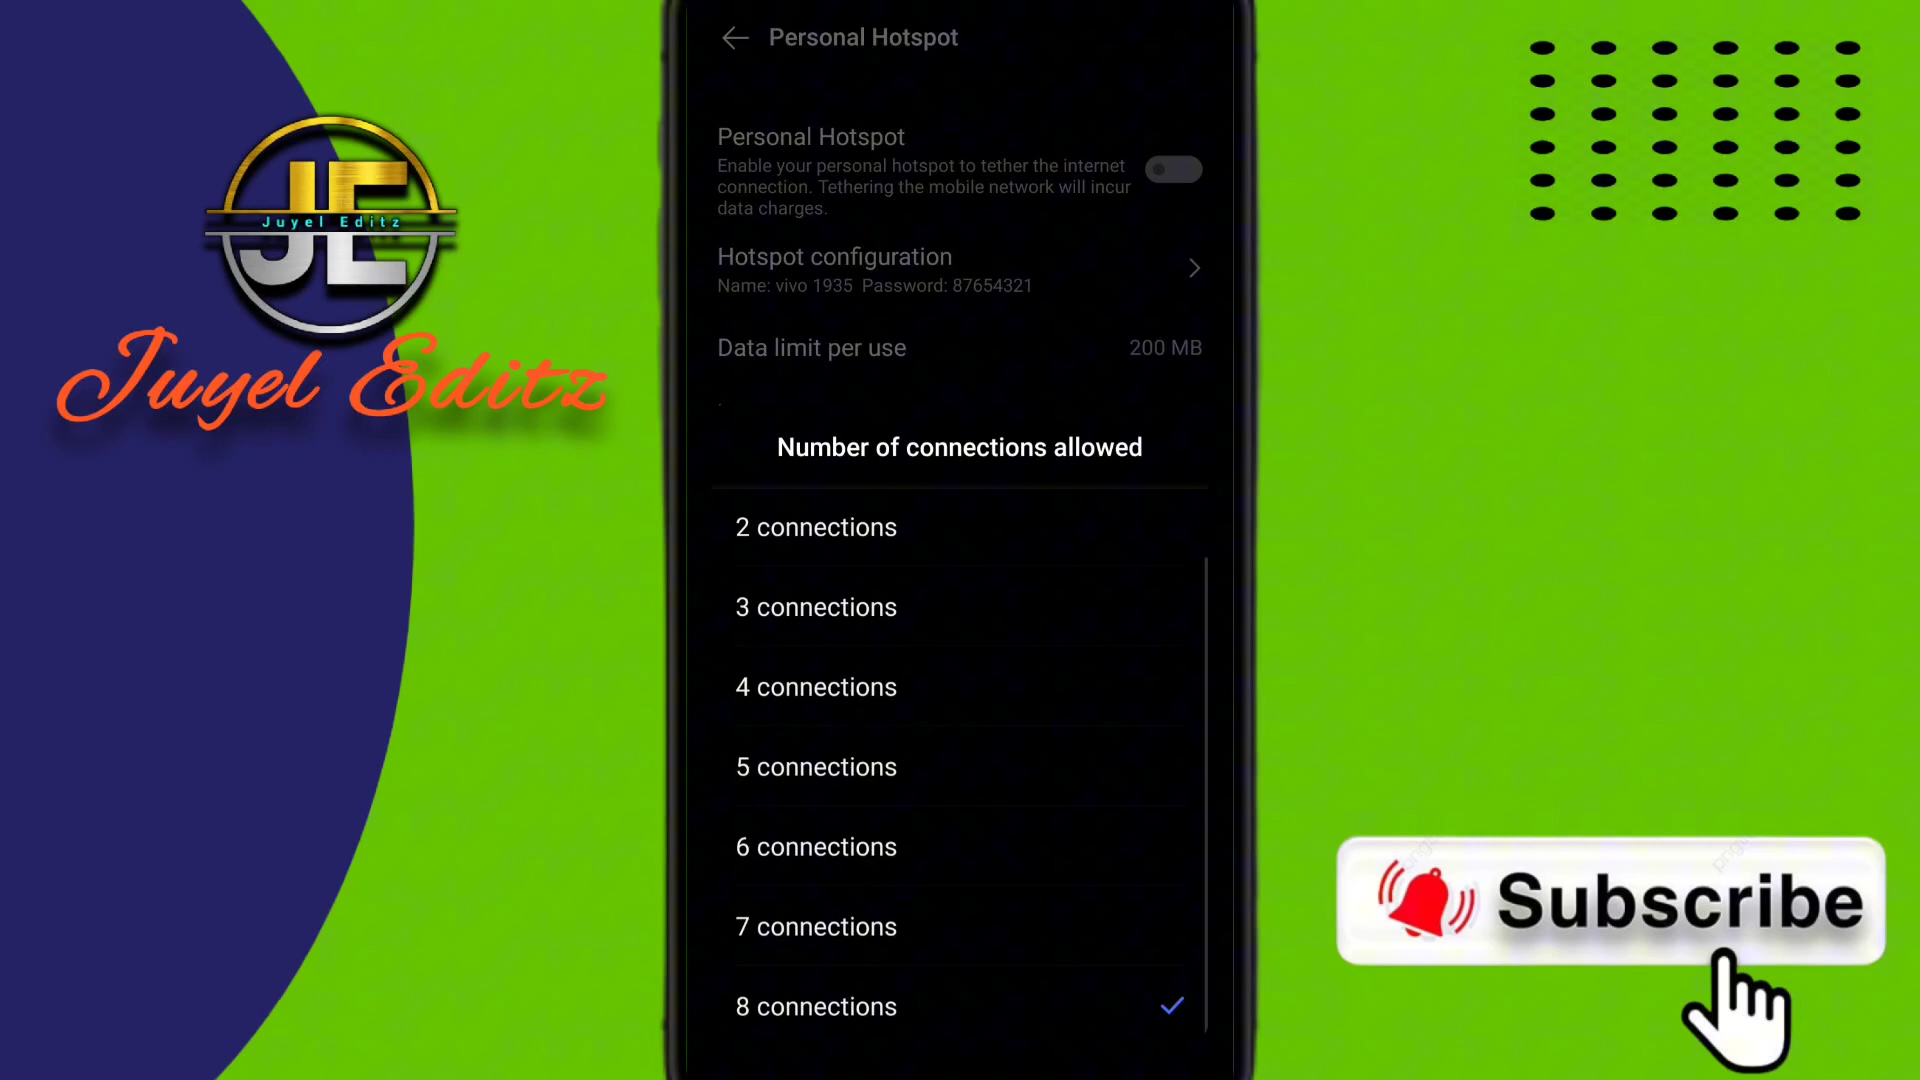 JE
Juyel Editz
Juyel Editz
Personal Hotspot
Personal Hotspot
Enable your personal hotspot to tether the internet
connection. Tethering the mobile network will incur
data charges.
Hotspot configuration
Name: vivo 1935 Password: 87654321
Data limit per use 200 MB
Number of connections allowed
2 connections
3 connections
4 connections
5 connections
6 connections
7 connections
8 connections
Subscribe